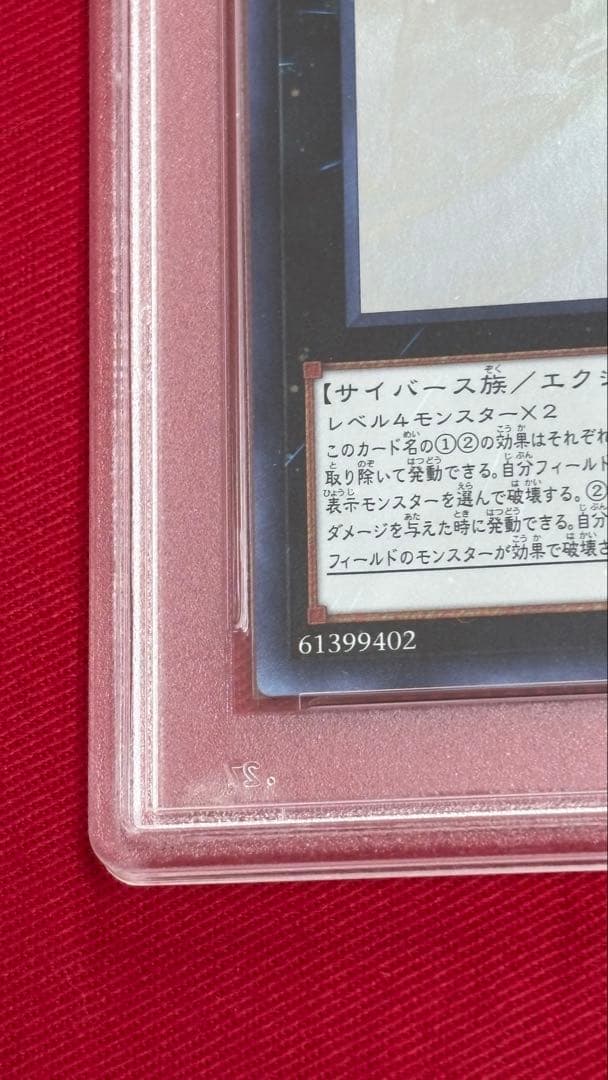 【サイバース族／エク
レベル4モンスター×2
このカード名の①②の効果はそれぞれ
取り除いて発動できる。自分フィールド
表示モンスターを選んで破壊する。②
ダメージを与えた時に発動できる。自分
フィールドのモンスターが効果で破壊さ
61399402